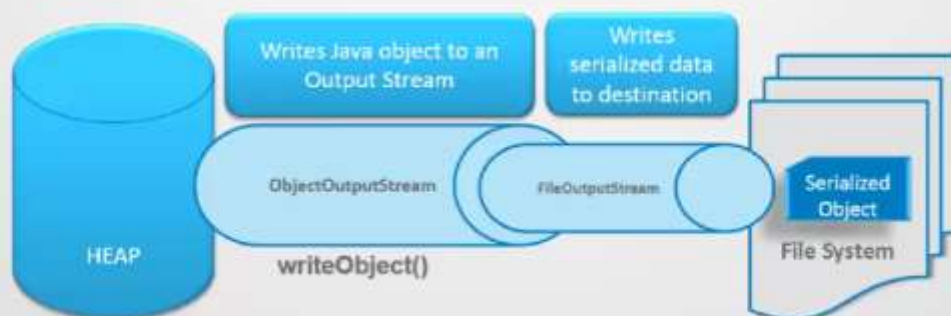 Writes Java object to an
Output Stream
Writes
serialized data
to destination
HEAP
ObjectOutputStream
FileOutputStream
writeObject()
Serialized
Object
File System